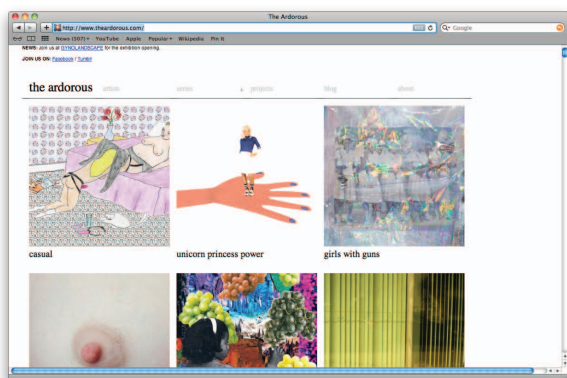 The Ardorous
http://www.theardorous.com/
Google
News (507) YouTube Apple Popular Wikipedia Pin It
NEWS: Join us at GYNOLANDSCAPE for the exhibition opening.
JOIN US ON: Facebook / Tumblr
the ardorous artists series projects blog about
casual unicorn princess power girls with guns